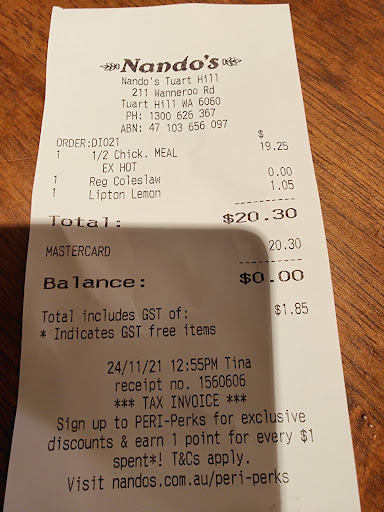 Nando's
Nando's Tuart Hill
211 Wanneroo Rd
Tuart Hill WA 6060
PH: 1300 626 367
ABN: 47 103 656 097
ORDER:DI021 $
1 1/2 Chick. MEAL 19.25
EX HOT
1 Reg Coleslaw 0.00
1 Lipton Lemon 1.05
Total: $20.30
MASTERCARD 20.30
Balance: $0.00
Total includes GST of: $1.85
* Indicates GST free items
24/11/21 12:55PM Tina
receipt no. 1560606
*** TAX INVOICE ***
Sign up to PERI-Perks for exclusive
discounts & earn 1 point for every $1
spent*! T&Cs apply.
Visit nandos.com.au/peri-perks